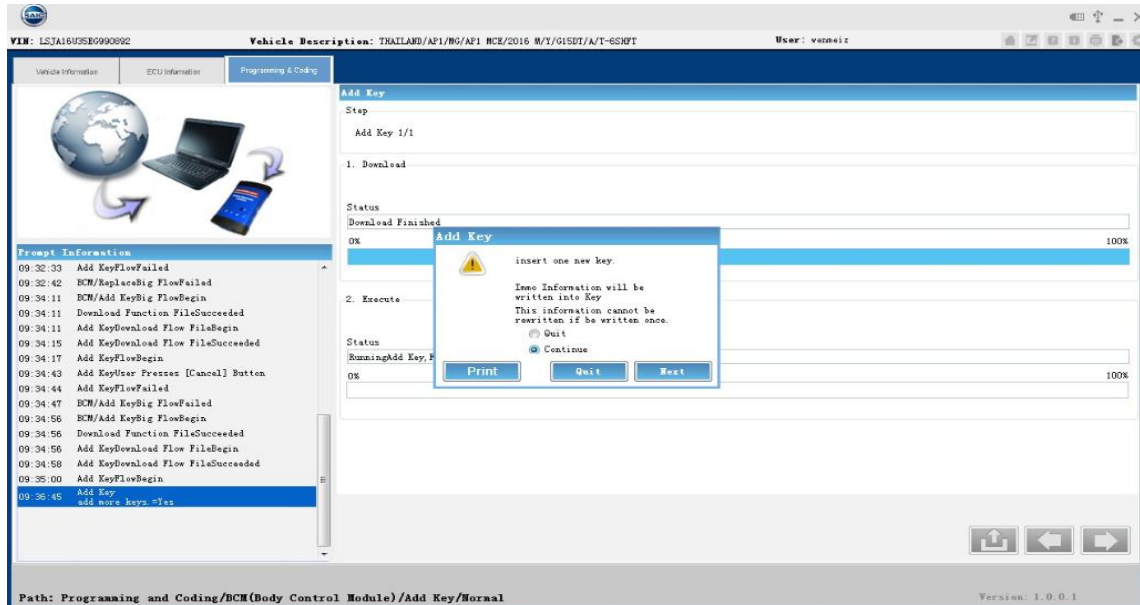 SAIC
VIN: LSJA16U35EG990892 Vehicle Description: THAILAND/AP1/MG/AP1 MCE/2016 M/Y/G15DT/A/T-6SHFT User: vermeiz
Vehicle Information ECU Information Programming & Coding
Add Key
Step
Add Key 1/1
1. Download
Status
Download Finished
0% 100%
2. Execute
Status
RunningAdd Key,
0% 100%
Add Key
insert one new key.
Immo Information will be
written into Key
This information cannot be
rewritten if be written once.
Quit
Continue
Print Quit Next
Prompt Information
09:32:33 Add KeyFlowFailed
09:32:42 BCM/ReplaceBig FlowFailed
09:34:11 BCM/Add KeyBig FlowBegin
09:34:11 Download Function FileSucceeded
09:34:11 Add KeyDownload Flow FileBegin
09:34:15 Add KeyDownload Flow FileSucceeded
09:34:17 Add KeyFlowBegin
09:34:43 Add KeyUser Presses [Cancel] Button
09:34:44 Add KeyFlowFailed
09:34:47 BCM/Add KeyBig FlowFailed
09:34:56 BCM/Add KeyBig FlowBegin
09:34:56 Download Function FileSucceeded
09:34:56 Add KeyDownload Flow FileBegin
09:34:58 Add KeyDownload Flow FileSucceeded
09:35:00 Add KeyFlowBegin
09:36:45 Add Key
add more keys.=Yes
Path: Programming and Coding/BCM(Body Control Module)/Add Key/Normal Version: 1.0.0.1